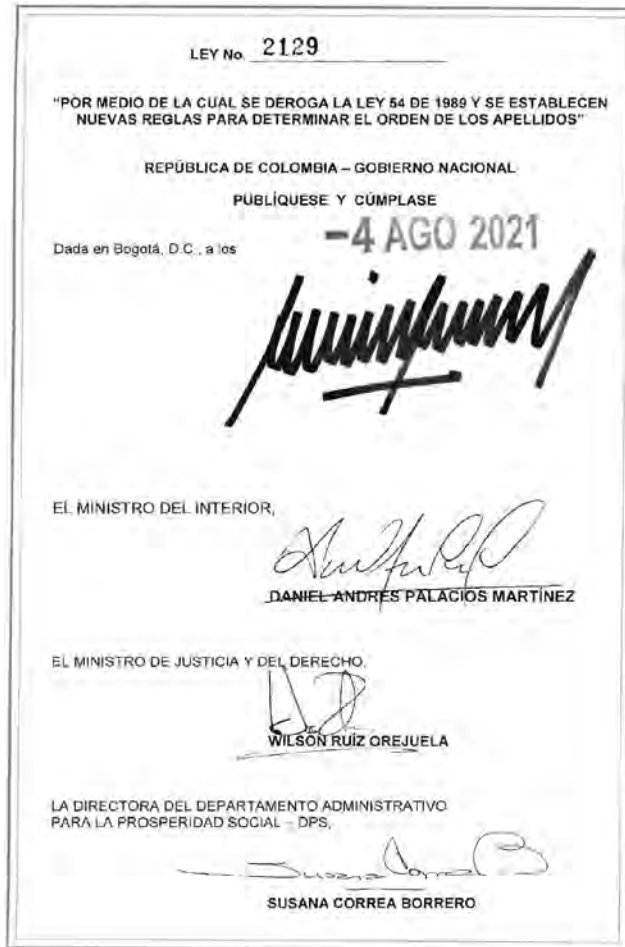 LEY No. 2129
"POR MEDIO DE LA CUAL SE DEROGA LA LEY 54 DE 1989 Y SE ESTABLECEN
NUEVAS REGLAS PARA DETERMINAR EL ORDEN DE LOS APELLIDOS"
REPÚBLICA DE COLOMBIA – GOBIERNO NACIONAL
PUBLÍQUESE Y CÚMPLASE
Dada en Bogotá, D.C., a los -4 AGO 2021
EL MINISTRO DEL INTERIOR,
DANIEL ANDRÉS PALACIOS MARTÍNEZ
EL MINISTRO DE JUSTICIA Y DEL DERECHO,
WILSON RUÍZ OREJUELA
LA DIRECTORA DEL DEPARTAMENTO ADMINISTRATIVO
PARA LA PROSPERIDAD SOCIAL – DPS,
Susana Correa B
SUSANA CORREA BORRERO